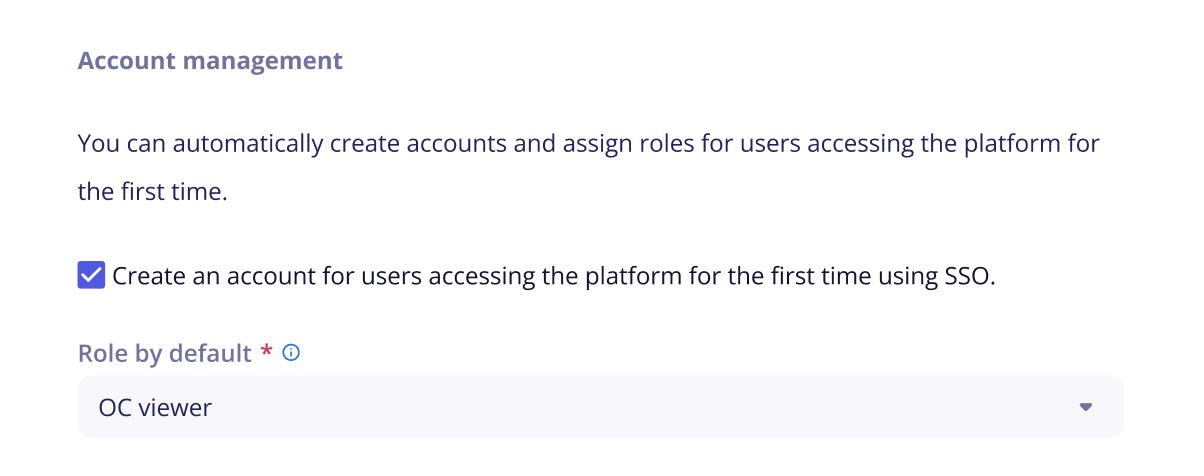 Account management
You can automatically create accounts and assign roles for users accessing the platform for
the first time.
Create an account for users accessing the platform for the first time using SSO.
Role by default *
OC viewer